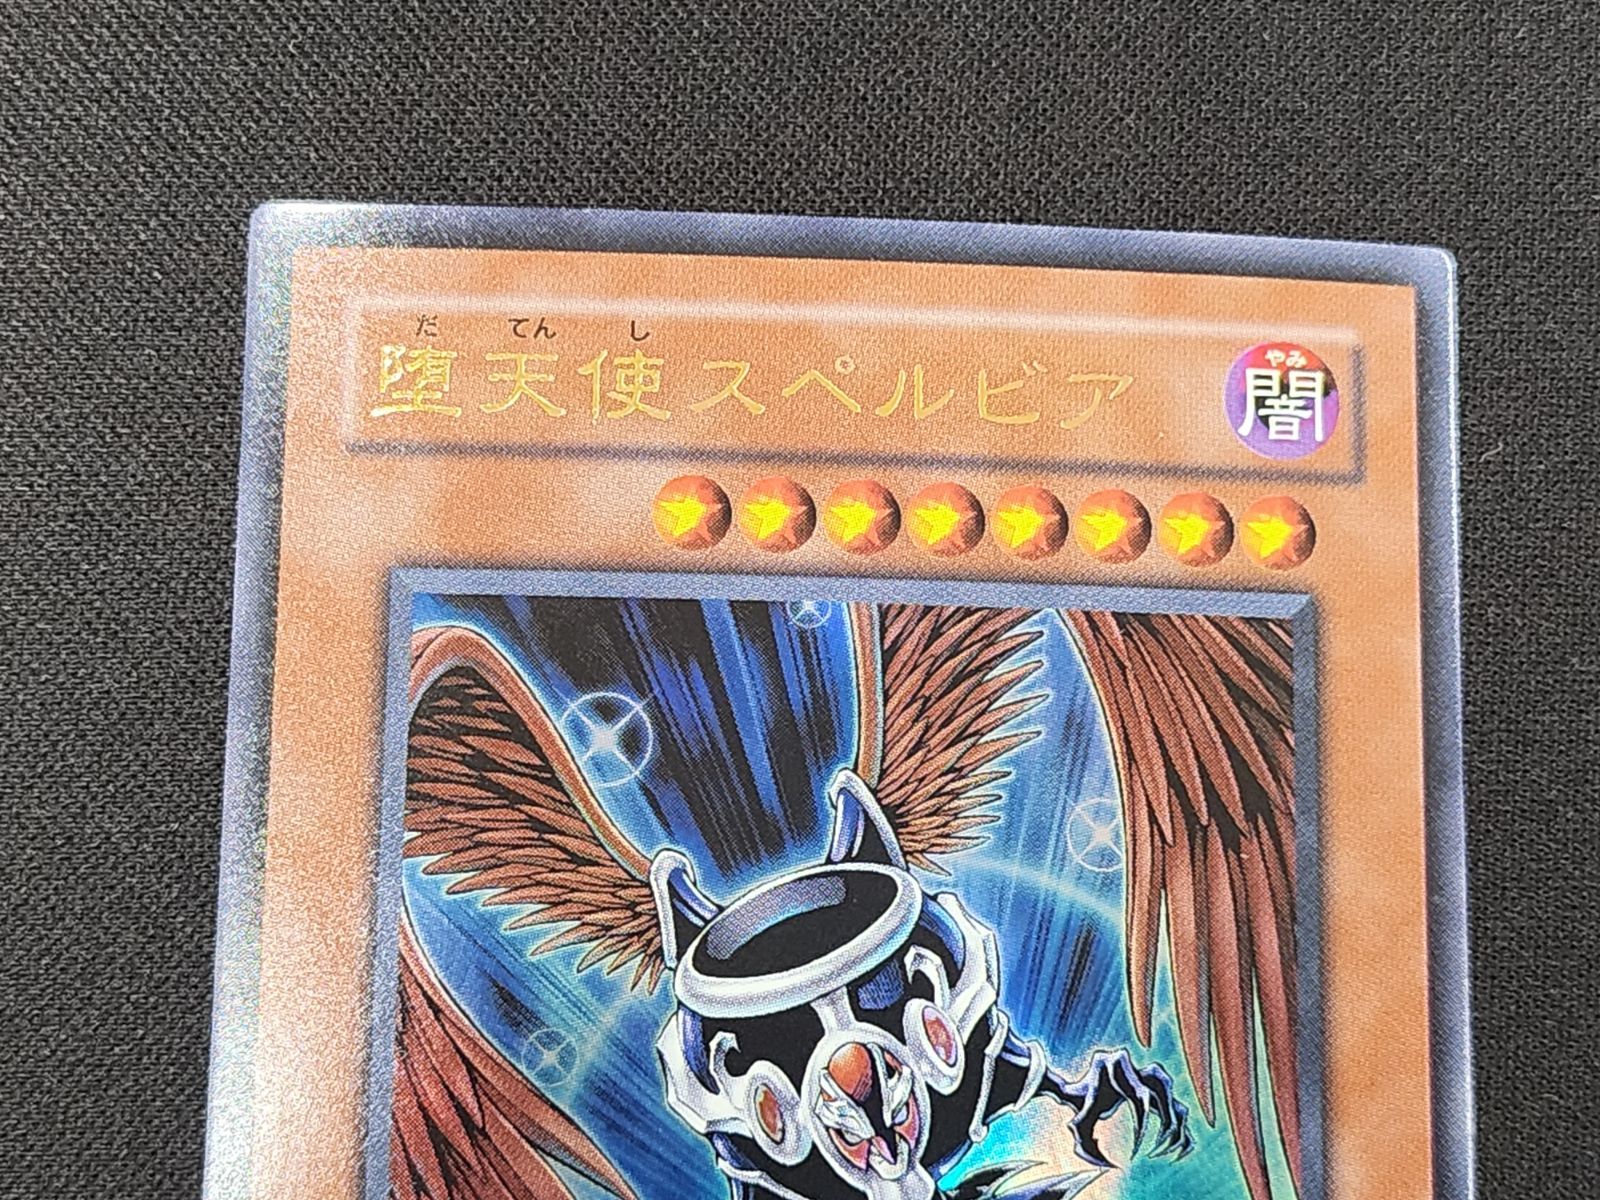 だ てん し
堕天使スペルビア
やみ
闇